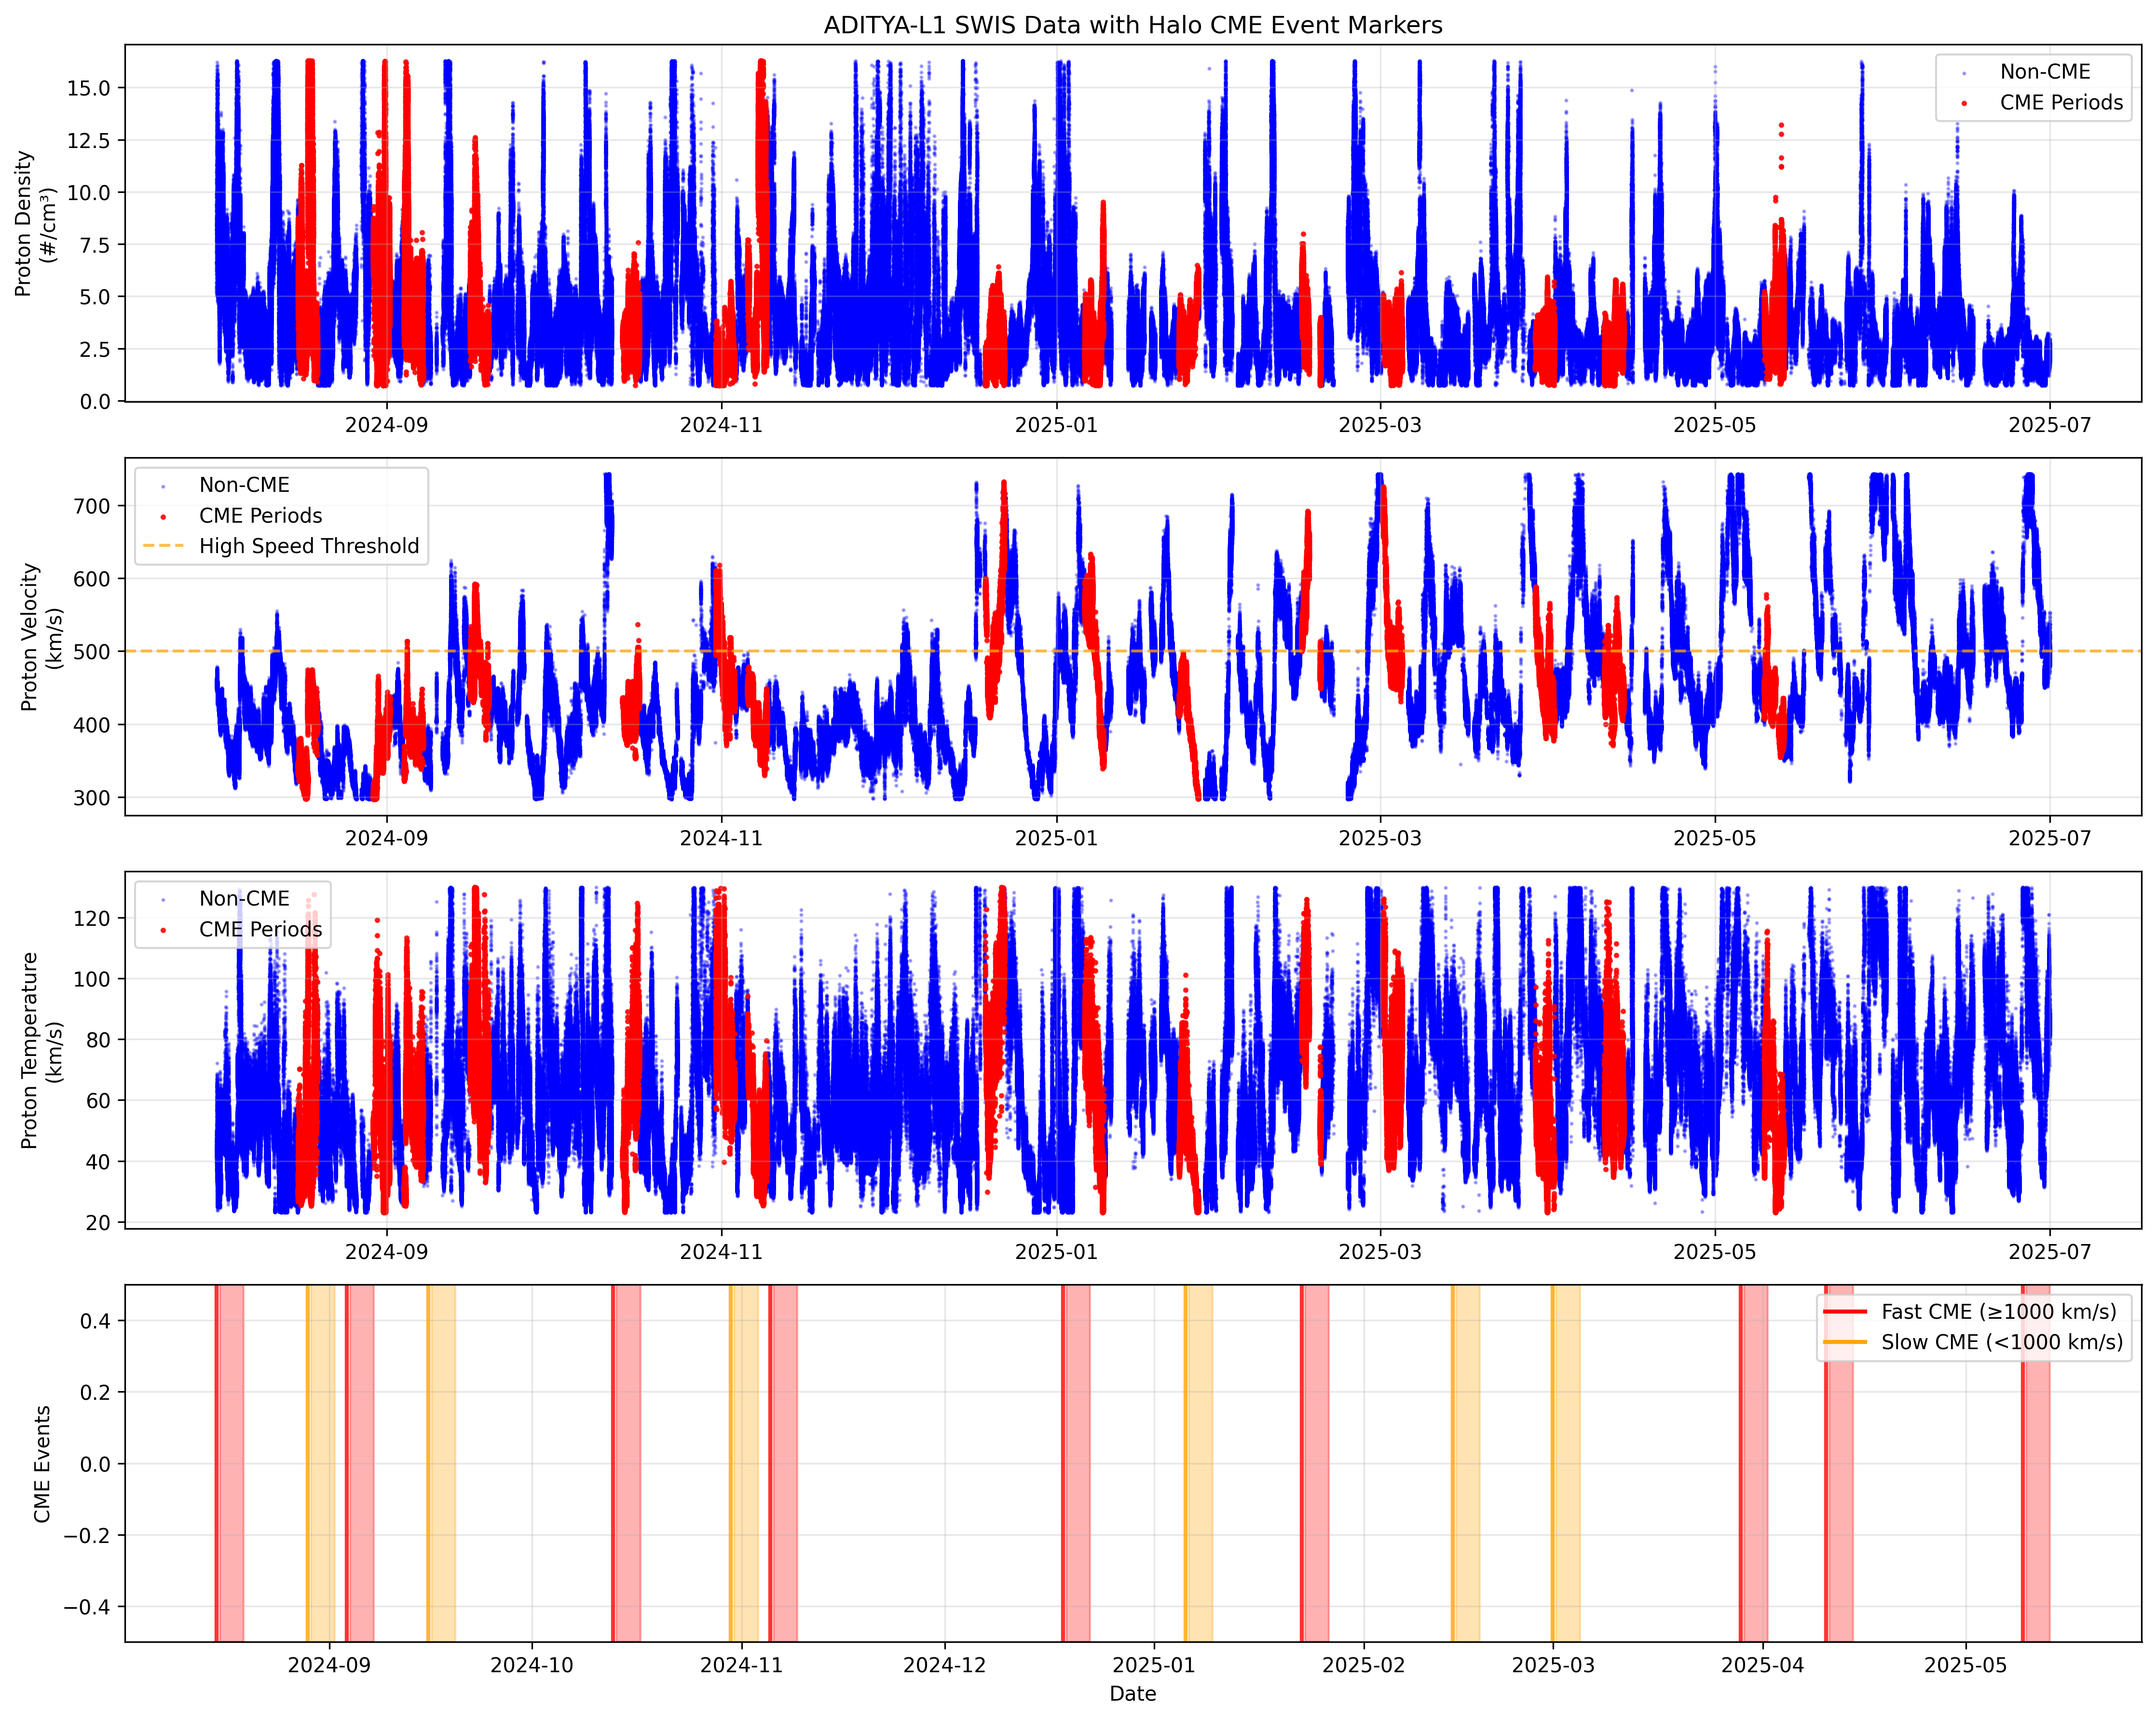 ADITYA-L1 SWIS Data with Halo CME Event Markers
Proton Density
(#/cm³)
15.0
12.5
10.0
7.5
5.0
2.5
0.0
Non-CME
CME Periods
2024-09
2024-11
2025-01
2025-03
2025-05
2025-07
Proton Velocity
(km/s)
700
600
500
400
300
Non-CME
CME Periods
High Speed Threshold
2024-09
2024-11
2025-01
2025-03
2025-05
2025-07
Proton Temperature
(km/s)
120
100
80
60
40
20
Non-CME
CME Periods
2024-09
2024-11
2025-01
2025-03
2025-05
2025-07
CME Events
0.4
0.2
0.0
−0.2
−0.4
Fast CME (≥1000 km/s)
Slow CME (<1000 km/s)
2024-09
2024-10
2024-11
2024-12
2025-01
2025-02
2025-03
2025-04
2025-05
Date